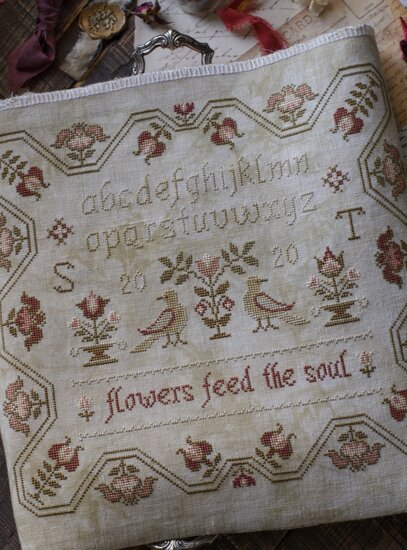 abcdefghijklmn
opqrstuvwxyz
S 20 20 T
flowers feed the soul